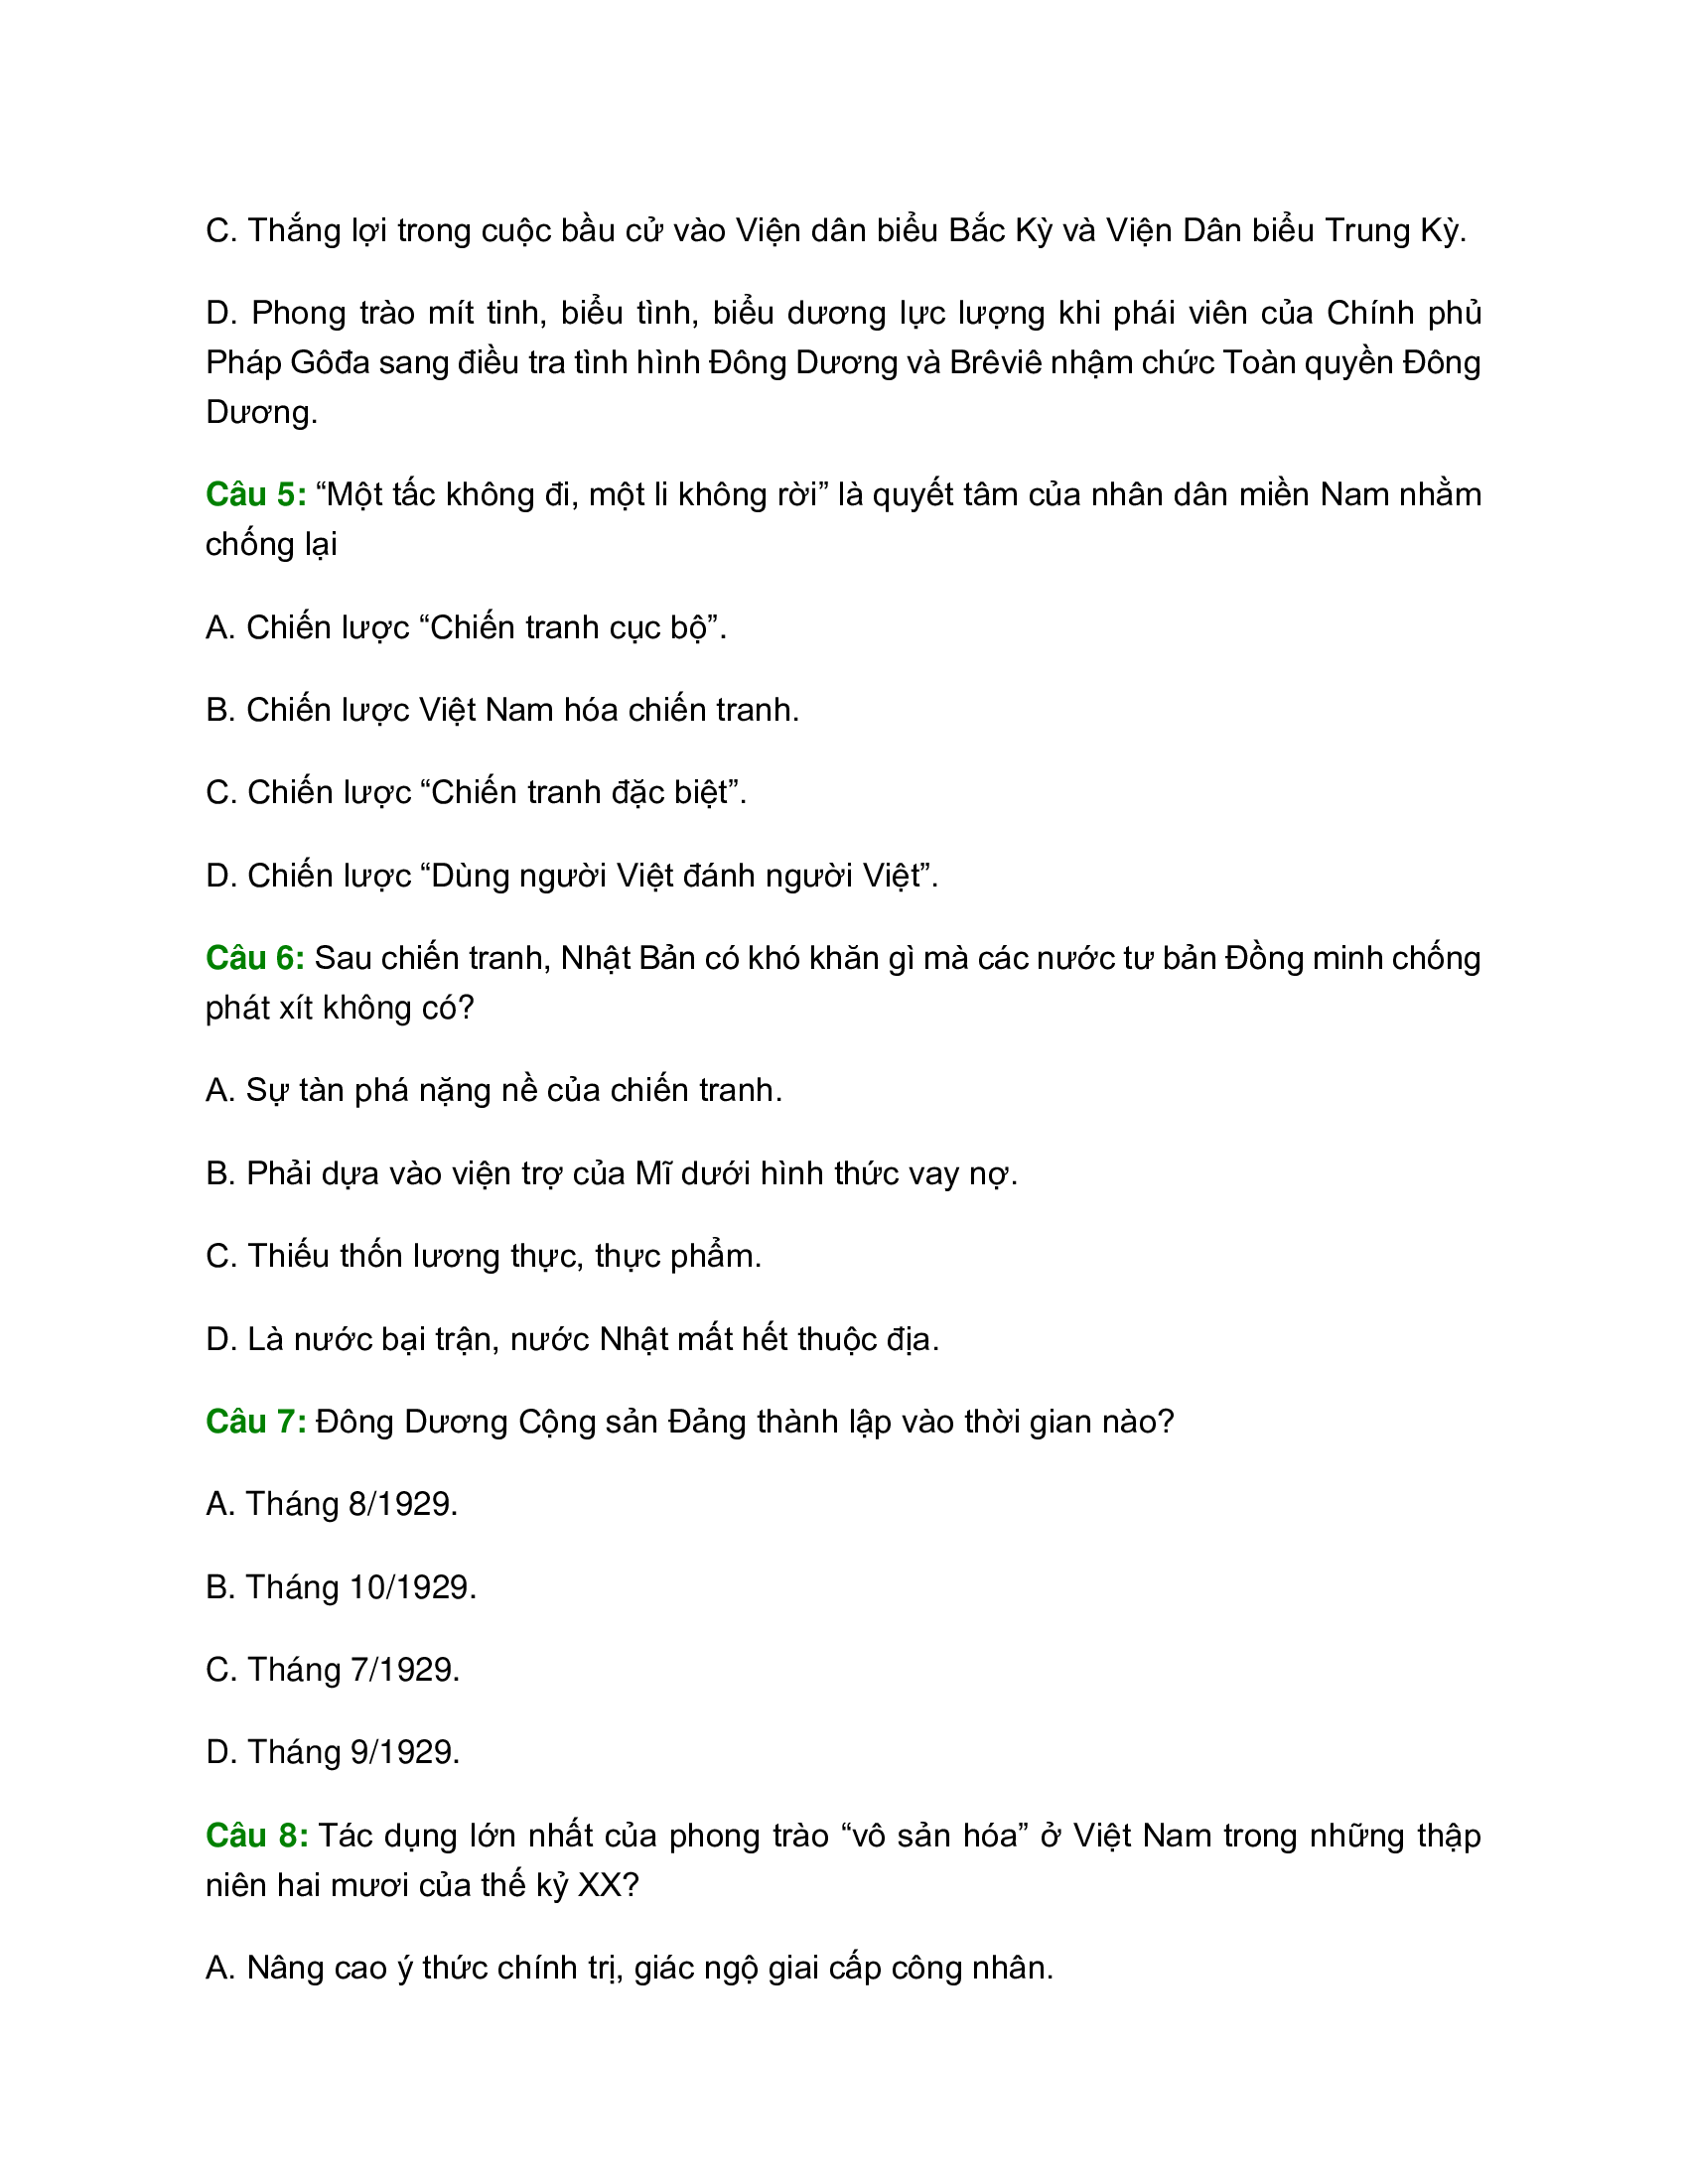 C. Thắng lợi trong cuộc bầu cử vào Viện dân biểu Bắc Kỳ và Viện Dân biểu Trung Kỳ.
D. Phong trào mít tinh, biểu tình, biểu dương lực lượng khi phái viên của Chính phủ
Pháp Gôđa sang điều tra tình hình Đông Dương và Brêviê nhậm chức Toàn quyền Đông
Dương.
Câu 5: “Một tấc không đi, một li không rời” là quyết tâm của nhân dân miền Nam nhằm
chống lại
A. Chiến lược “Chiến tranh cục bộ”.
B. Chiến lược Việt Nam hóa chiến tranh.
C. Chiến lược “Chiến tranh đặc biệt”.
D. Chiến lược “Dùng người Việt đánh người Việt”.
Câu 6: Sau chiến tranh, Nhật Bản có khó khăn gì mà các nước tư bản Đồng minh chống
phát xít không có?
A. Sự tàn phá nặng nề của chiến tranh.
B. Phải dựa vào viện trợ của Mĩ dưới hình thức vay nợ.
C. Thiếu thốn lương thực, thực phẩm.
D. Là nước bại trận, nước Nhật mất hết thuộc địa.
Câu 7: Đông Dương Cộng sản Đảng thành lập vào thời gian nào?
A. Tháng 8/1929.
B. Tháng 10/1929.
C. Tháng 7/1929.
D. Tháng 9/1929.
Câu 8: Tác dụng lớn nhất của phong trào “vô sản hóa” ở Việt Nam trong những thập
niên hai mươi của thế kỷ XX?
A. Nâng cao ý thức chính trị, giác ngộ giai cấp công nhân.